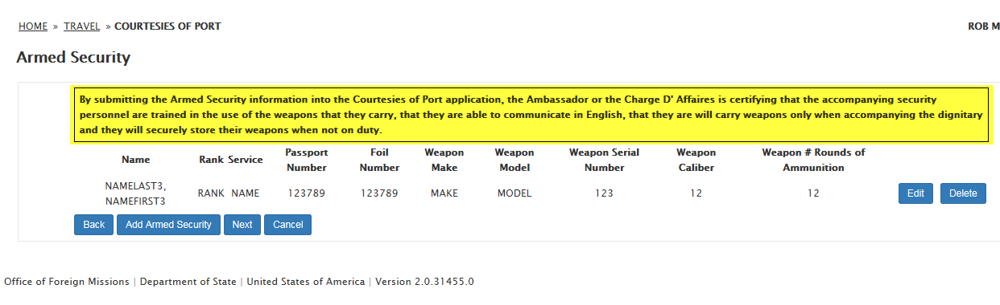 HOME » TRAVEL » COURTESIES OF PORT ROB M
Armed Security
By submitting the Armed Security information into the Courtesies of Port application, the Ambassador or the Charge D' Affaires is certifying that the accompanying security
personnel are trained in the use of the weapons that they carry, that they are able to communicate in English, that they are will carry weapons only when accompanying the dignitary
and they will securely store their weapons when not on duty.
Name Rank Service Passport Number Foil Number Weapon Make Weapon Model Weapon Serial Number Weapon Caliber Weapon # Rounds of Ammunition
NAMELAST3, NAMEFIRST3 RANK NAME 123789 123789 MAKE MODEL 123 12 12 Edit Delete
Back Add Armed Security Next Cancel
Office of Foreign Missions | Department of State | United States of America | Version 2.0.31455.0